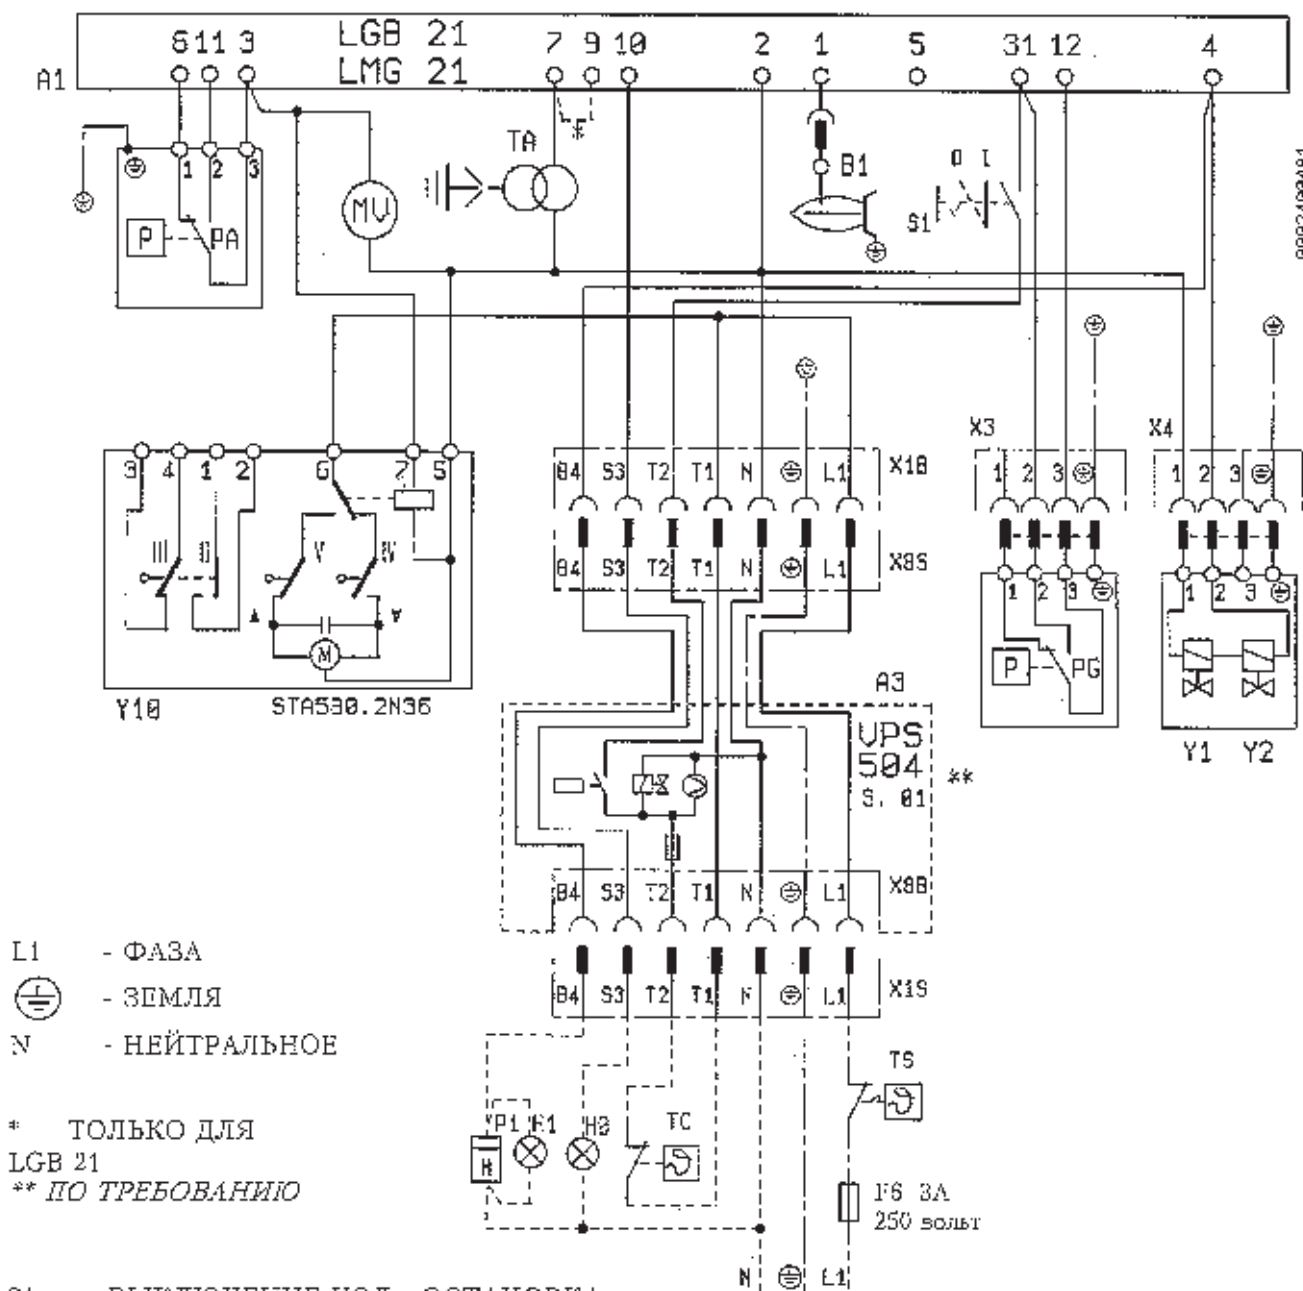 6 11 3 LGB 21 7 9 10 2 1 5 31 12 4
A1 LMG 21
*
TA
B1
0 I
S1
1 2 3
MV
P PA
3 4 1 2 6 7 5
III II V IV
M
Y10 STA530.2N36
B4 S3 T2 T1 N L1 X1B
B4 S3 T2 T1 N L1 X8S
X3
1 2 3
1 2 3
P PG
X4
1 2 3
1 2 3
Y1 Y2
A3
VPS
504
S. 01
**
B4 S3 T2 T1 N L1 X8B
B4 S3 T2 T1 N L1 X1S
L1 - ФАЗА
- ЗЕМЛЯ
N - НЕЙТРАЛЬНОЕ
* ТОЛЬКО ДЛЯ
LGB 21
** ПО ТРЕБОВАНИЮ
TS
P1 H1 H0 TC
F6 3A
250 вольт
N L1